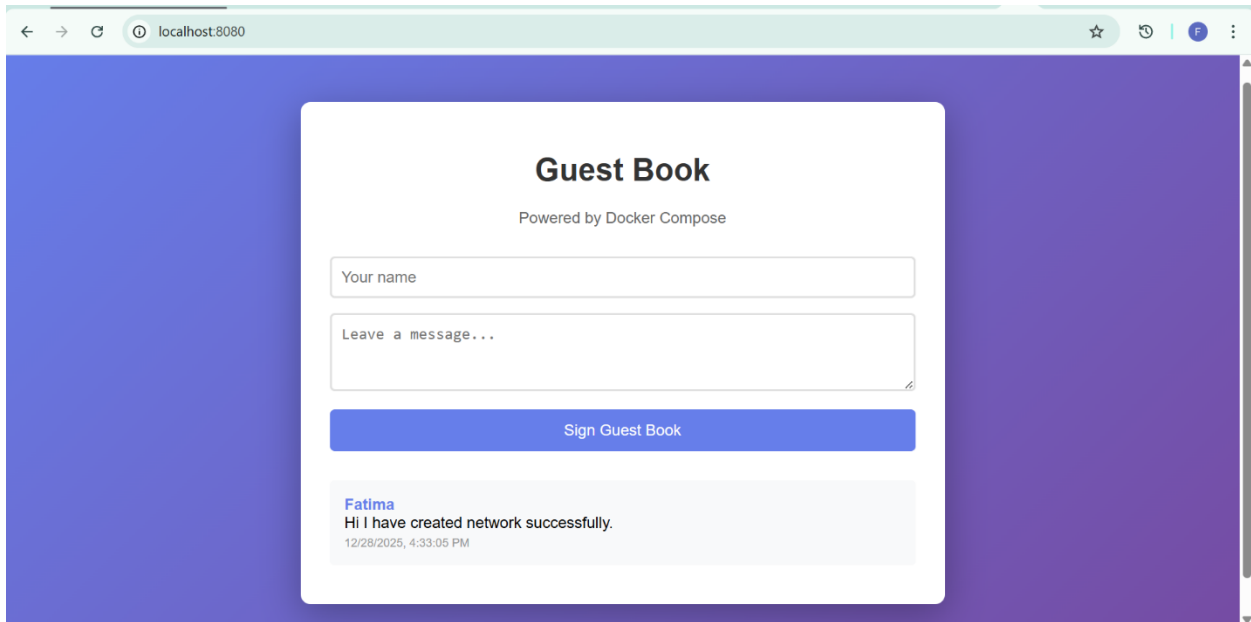 localhost:8080
F
Guest Book
Powered by Docker Compose
Your name
Leave a message...
Sign Guest Book
Fatima
Hi I have created network successfully.
12/28/2025, 4:33:05 PM